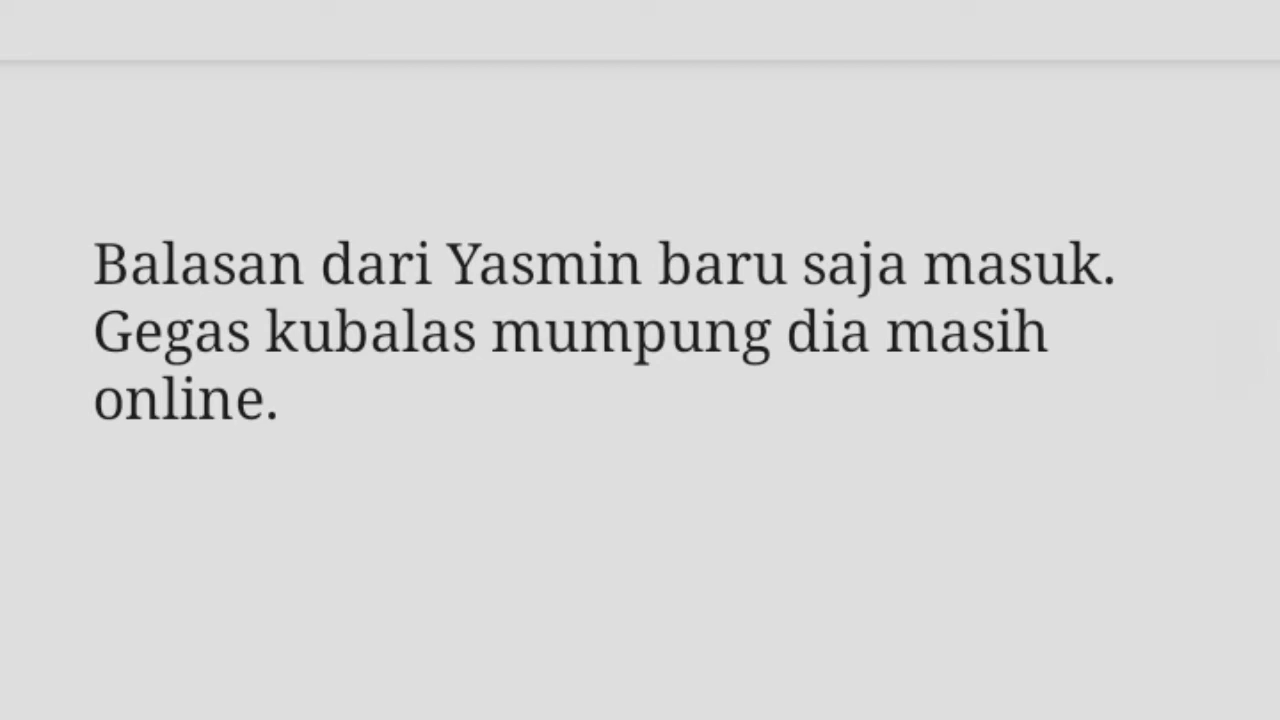 Balasan dari Yasmin baru saja masuk.
Gegas kubalas mumpung dia masih
online.